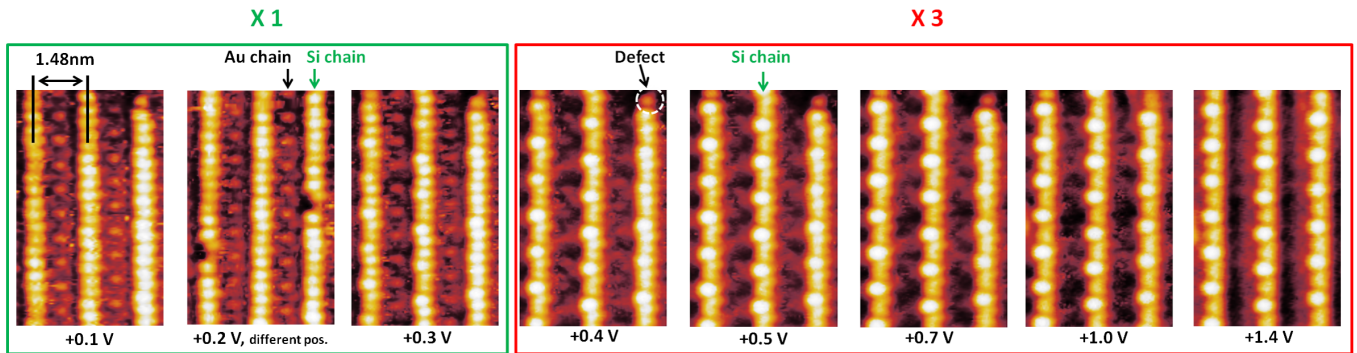 X 1
X 3
1.48nm
Au chain
Si chain
Defect
Si chain
+0.1 V
+0.2 V, different pos.
+0.3 V
+0.4 V
+0.5 V
+0.7 V
+1.0 V
+1.4 V